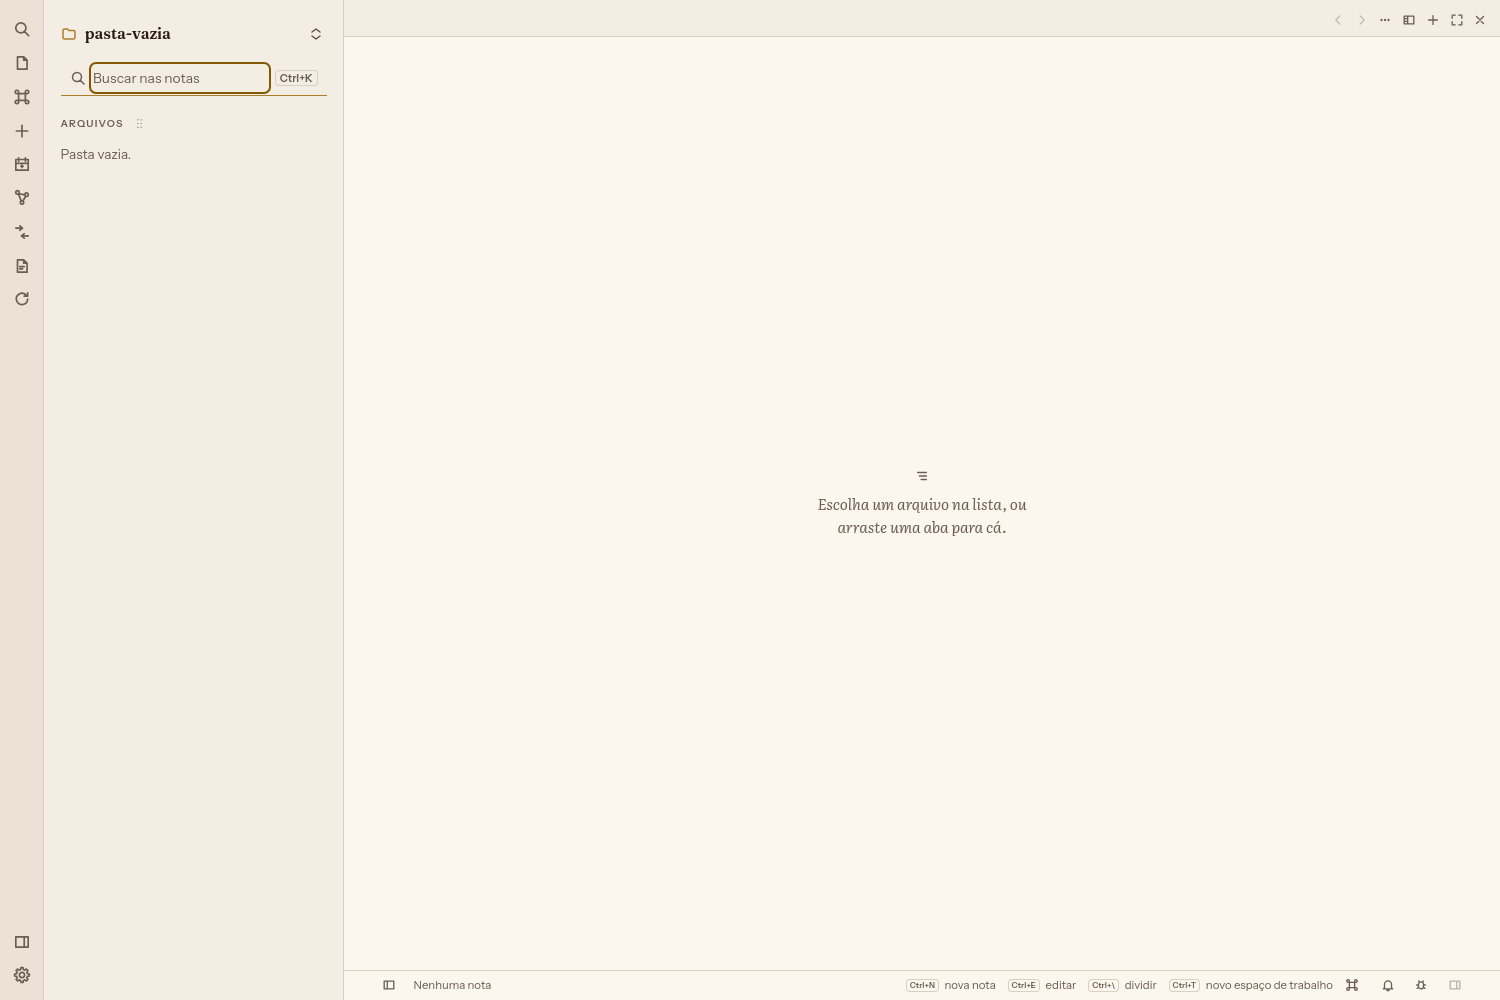 pasta-vazia
Buscar nas notas Ctrl+K
ARQUIVOS
Pasta vazia.
Escolha um arquivo na lista, ou
arraste uma aba para cá.
Nenhuma nota Ctrl+N nova nota Ctrl+E editar Ctrl+\ dividir Ctrl+T novo espaço de trabalho